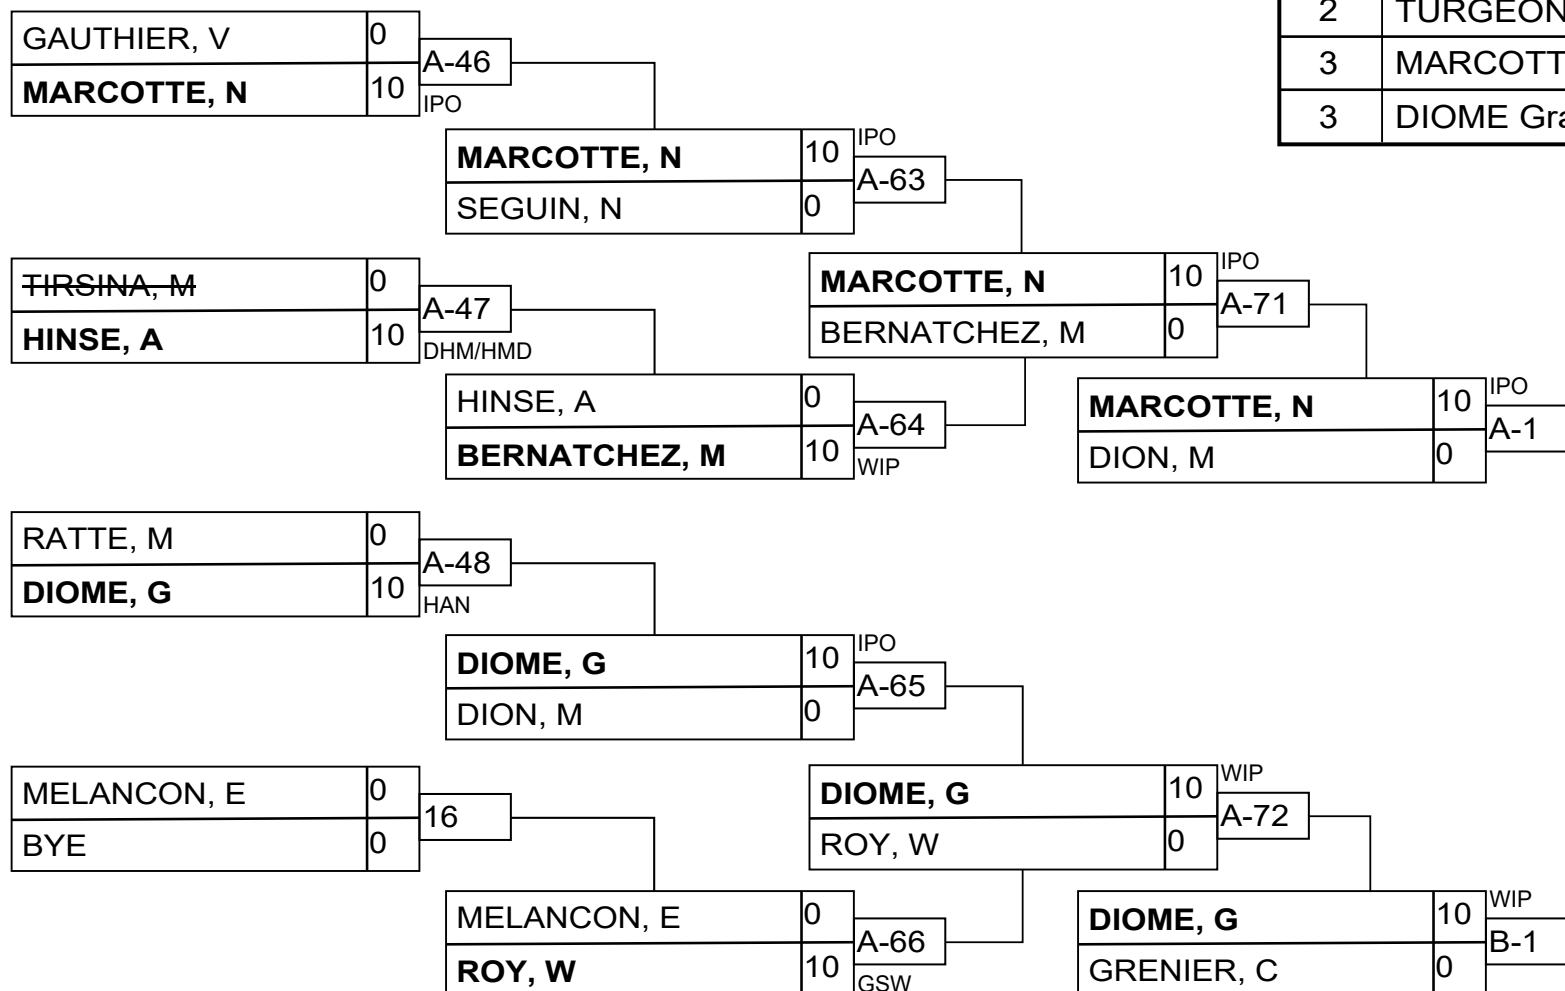 2 TURGEON
3 MARCOTT
3 DIOME Gra
GAUTHIER, V 0
MARCOTTE, N 10
A-46
IPO
MARCOTTE, N 10
SEGUIN, N 0
IPO
A-63
TIRSINA, M 0
HINSE, A 10
A-47
DHM/HMD
MARCOTTE, N 10
BERNATCHEZ, M 0
IPO
A-71
HINSE, A 0
BERNATCHEZ, M 10
A-64
WIP
MARCOTTE, N 10
DION, M 0
IPO
A-1
RATTE, M 0
DIOME, G 10
A-48
HAN
DIOME, G 10
DION, M 0
IPO
A-65
MELANCON, E 0
BYE 0
16
DIOME, G 10
ROY, W 0
WIP
A-72
MELANCON, E 0
ROY, W 10
A-66
GSW
DIOME, G 10
GRENIER, C 0
WIP
B-1